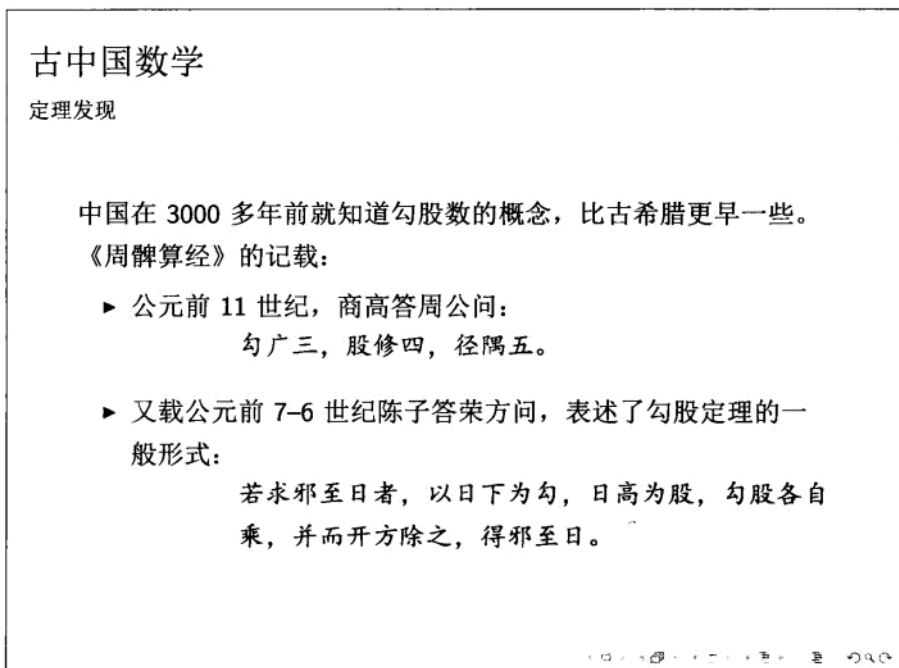 古中国数学
定理发现
中国在 3000 多年前就知道勾股数的概念，比古希腊更早一些。
《周髀算经》的记载：
▶ 公元前 11 世纪，商高答周公问：
勾广三，股修四，径隅五。
▶ 又载公元前 7–6 世纪陈子答荣方问，表述了勾股定理的一
般形式：
若求邪至日者，以日下为勾，日高为股，勾股各自
乘，并而开方除之，得邪至日。